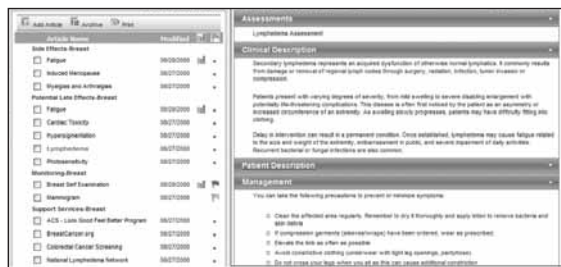 Add Article Archive Print
Article Name Modified
Side Effects-Breast
Fatigue 08/28/2008
Induced Menopause 08/27/2008
Myalgias and Arthralgias 08/27/2008
Potential Late Effects-Breast
Fatigue 08/28/2008
Cardiac Toxicity 08/27/2008
Hyperpigmentation 08/27/2008
Lymphedema 08/27/2008
Photosensitivity 08/27/2008
Monitoring-Breast
Breast Self Examination 08/28/2008
Mammogram 08/27/2008
Support Services-Breast
ACS - Look Good Feel Better Program 08/27/2008
BreastCancer.org 08/27/2008
Colorectal Cancer Screening 08/27/2008
National Lymphedema Network 08/27/2008
Assessments
Lymphedema Assessment
Clinical Description
Secondary lymphedema represents an acquired dysfunction of otherwise normal lymphatics. It commonly results
from damage or removal of regional lymph nodes through surgery, radiation, infection, tumor invasion or
compression.
Patients present with varying degrees of severity, from mild swelling to severe disabling enlargement with
potentially life-threatening complications. This disease is often first noticed by the patient as an asymmetry or
increased circumference of an extremity. As swelling slowly progresses, patients may have difficulty fitting into
clothing.
Delay in intervention can result in a permanent condition. Once established, lymphedema may cause fatigue related
to the size and weight of the extremity, embarrassment in public, and severe impairment of daily activities.
Recurrent bacterial or fungal infections are also common.
Patient Description
Management
You can take the following precautions to prevent or minimize symptoms:
Clean the affected area regularly. Remember to dry it thoroughly and apply lotion to remove bacteria and
skin debris
If compression garments (sleeves/wraps) have been ordered, wear as prescribed.
Elevate the limb as often as possible
Avoid constrictive clothing (underwear with tight leg openings, pantyhose)
Do not cross your legs when you sit as this can cause additional constriction